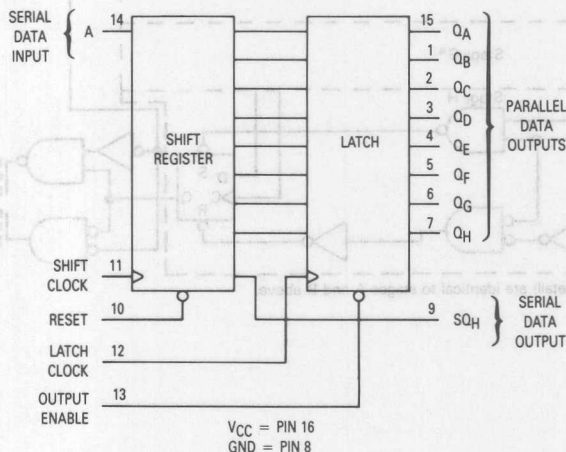 SERIAL
DATA
INPUT
A
14
SHIFT
REGISTER
LATCH
15
QA
1
QB
2
QC
3
QD
4
QE
5
QF
6
QG
7
QH
PARALLEL
DATA
OUTPUTS
SHIFT
CLOCK
11
RESET
10
LATCH
CLOCK
12
OUTPUT
ENABLE
13
9
SQH
SERIAL
DATA
OUTPUT
VCC = PIN 16
GND = PIN 8